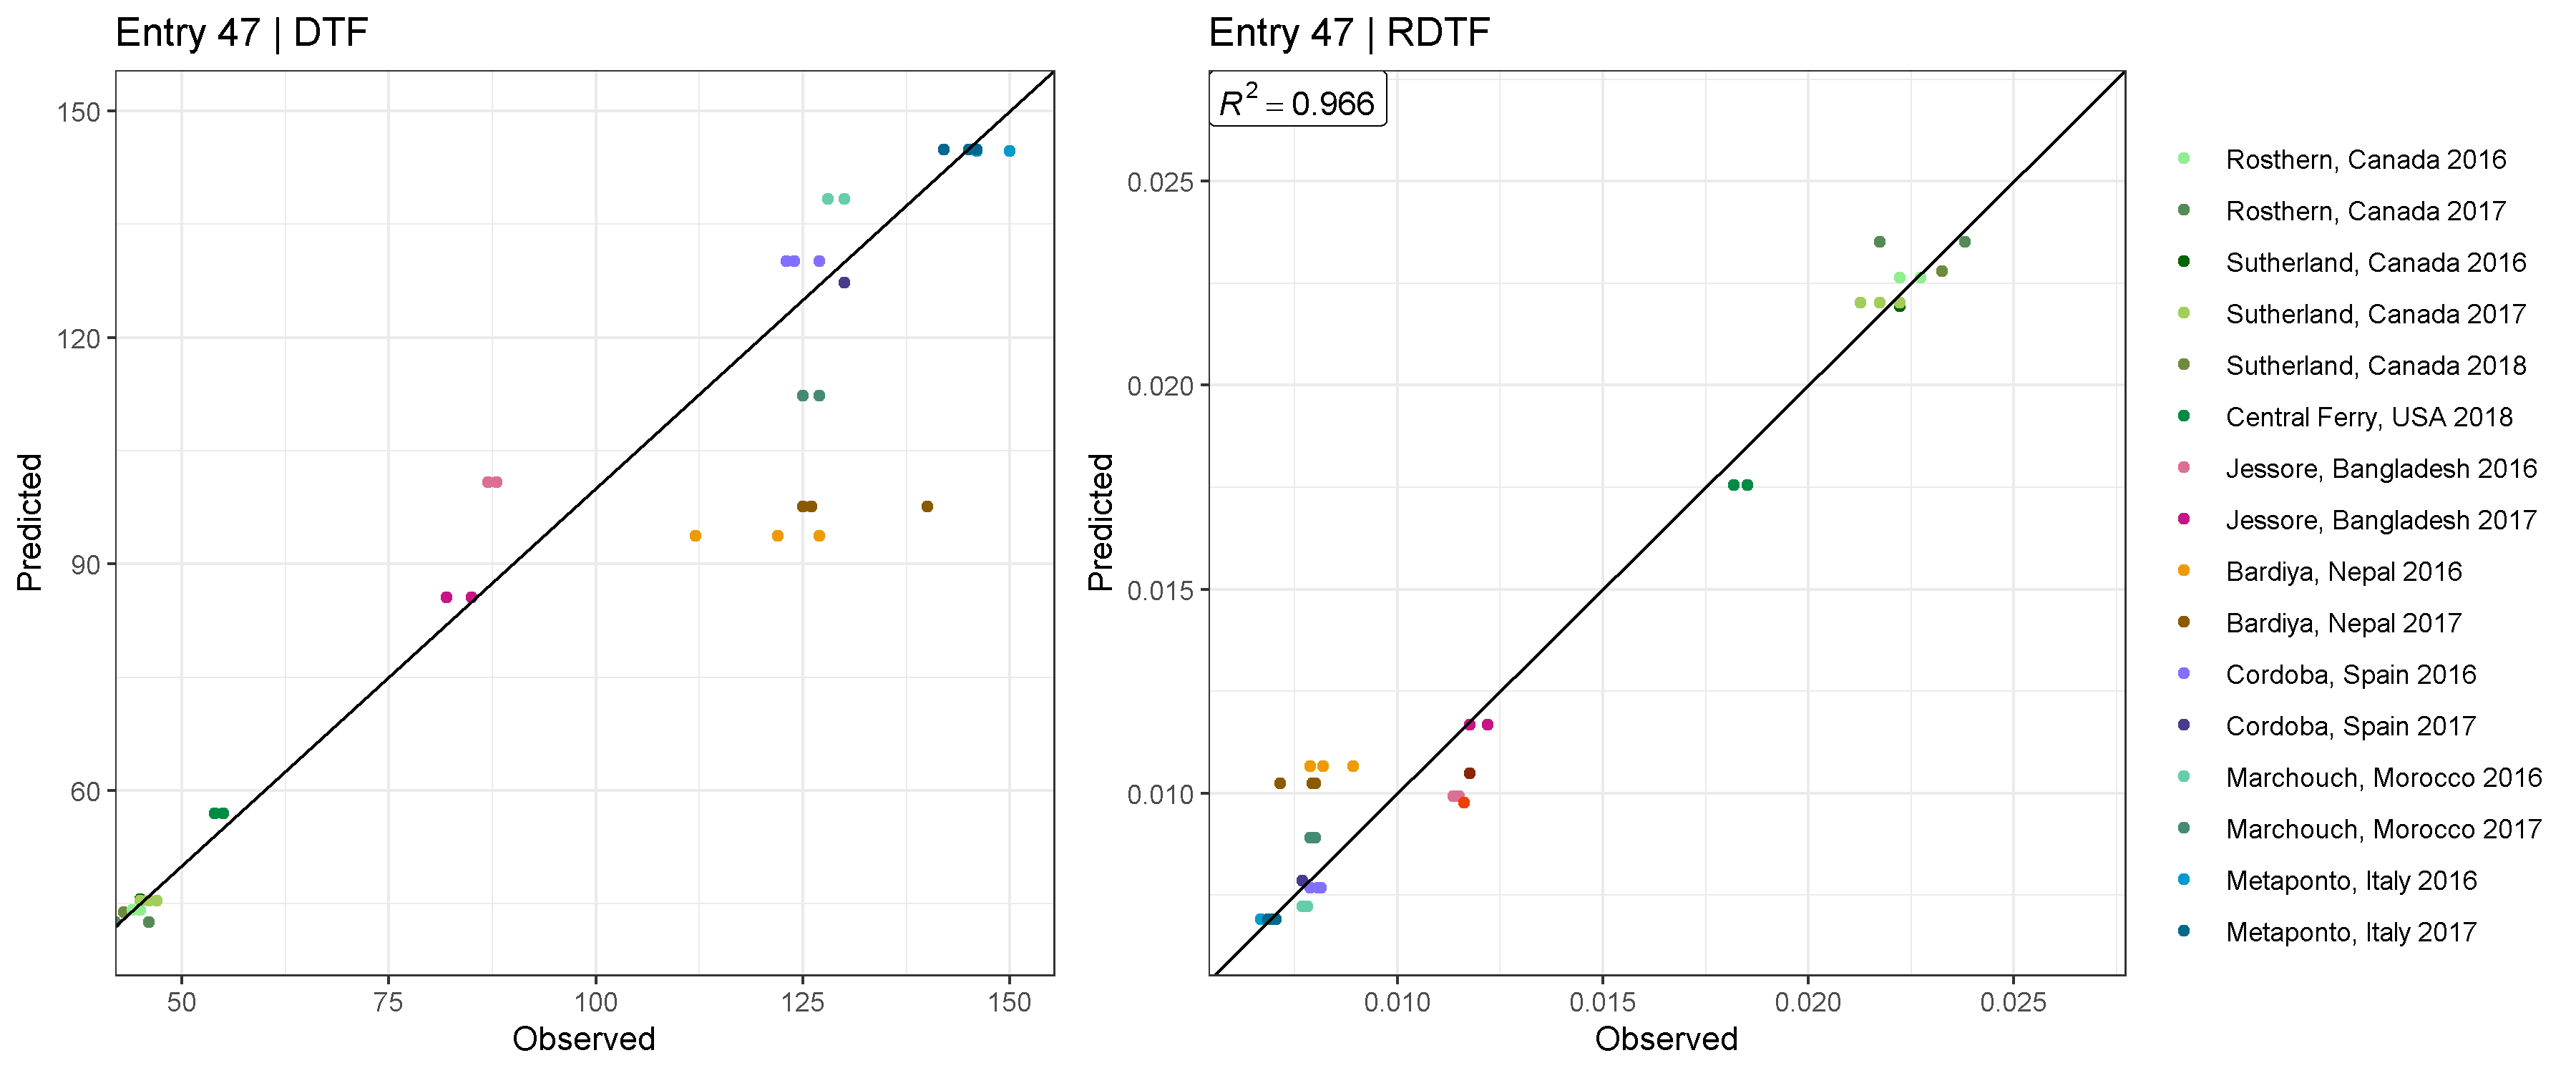 Entry 47 | DTF
150
120
90
60
Predicted
50
75
100
125
150
Observed
Entry 47 | RDTF
R² = 0.966
0.025
0.020
0.015
0.010
Predicted
0.010
0.015
0.020
0.025
Observed
Rosthern, Canada 2016
Rosthern, Canada 2017
Sutherland, Canada 2016
Sutherland, Canada 2017
Sutherland, Canada 2018
Central Ferry, USA 2018
Jessore, Bangladesh 2016
Jessore, Bangladesh 2017
Bardiya, Nepal 2016
Bardiya, Nepal 2017
Cordoba, Spain 2016
Cordoba, Spain 2017
Marchouch, Morocco 2016
Marchouch, Morocco 2017
Metaponto, Italy 2016
Metaponto, Italy 2017